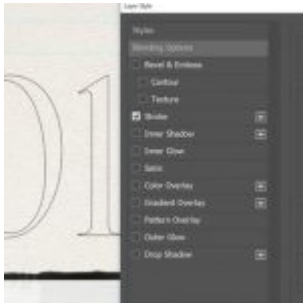 Layer Style
Styles
Blending Options
Bevel & Emboss
Contour
Texture
Stroke
Inner Shadow
Inner Glow
Satin
Color Overlay
Gradient Overlay
Pattern Overlay
Outer Glow
Drop Shadow